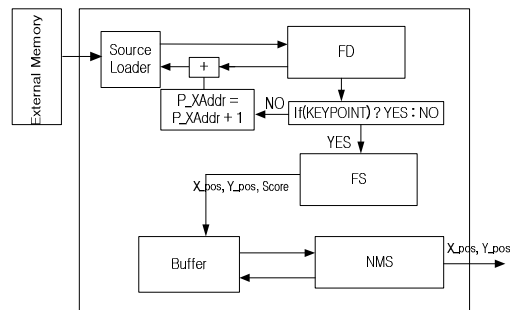 External Memory
Source
Loader
FD
+
P_XAddr =
P_XAddr + 1
NO
If(KEYPOINT) ? YES : NO
YES
FS
X_pos, Y_pos, Score
Buffer
NMS
X_pos, Y_pos